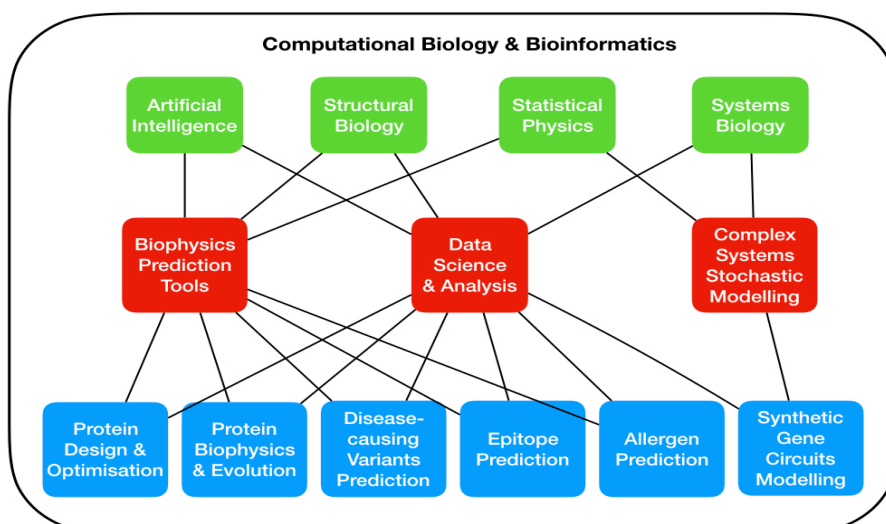 Computational Biology & Bioinformatics
Artificial
Intelligence
Structural
Biology
Statistical
Physics
Systems
Biology
Biophysics
Prediction
Tools
Data
Science
& Analysis
Complex
Systems
Stochastic
Modelling
Protein
Design &
Optimisation
Protein
Biophysics
& Evolution
Disease-
causing
Variants
Prediction
Epitope
Prediction
Allergen
Prediction
Synthetic
Gene
Circuits
Modelling